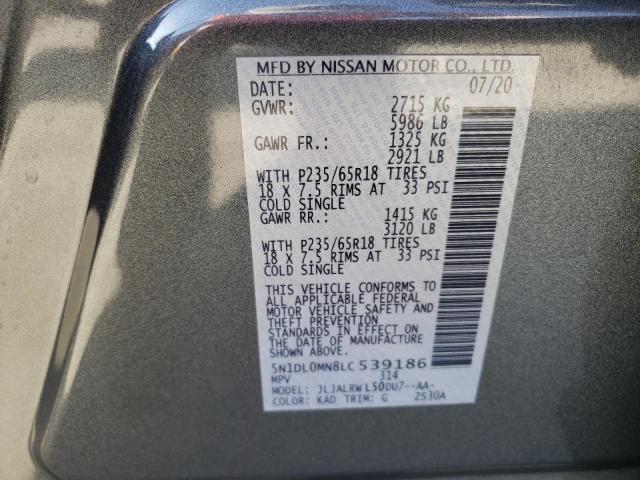 MFD BY NISSAN MOTOR CO., LTD.
DATE: 07/20
GVWR: 2715 KG
5986 LB
GAWR FR.: 1325 KG
2921 LB
WITH P235/65R18 TIRES
18 X 7.5 RIMS AT 33 PSI
COLD SINGLE
GAWR RR.: 1415 KG
3120 LB
WITH P235/65R18 TIRES
18 X 7.5 RIMS AT 33 PSI
COLD SINGLE
THIS VEHICLE CONFORMS TO
ALL APPLICABLE FEDERAL
MOTOR VEHICLE SAFETY AND
THEFT PREVENTION
STANDARDS IN EFFECT ON
THE DATE OF MANUFACTURE
SHOWN ABOVE.
5N1DL0MN8LC539186
MPV 314
MODEL: JLJALRWL50UU7--AA-
COLOR: KAD TRIM: G 2S30A